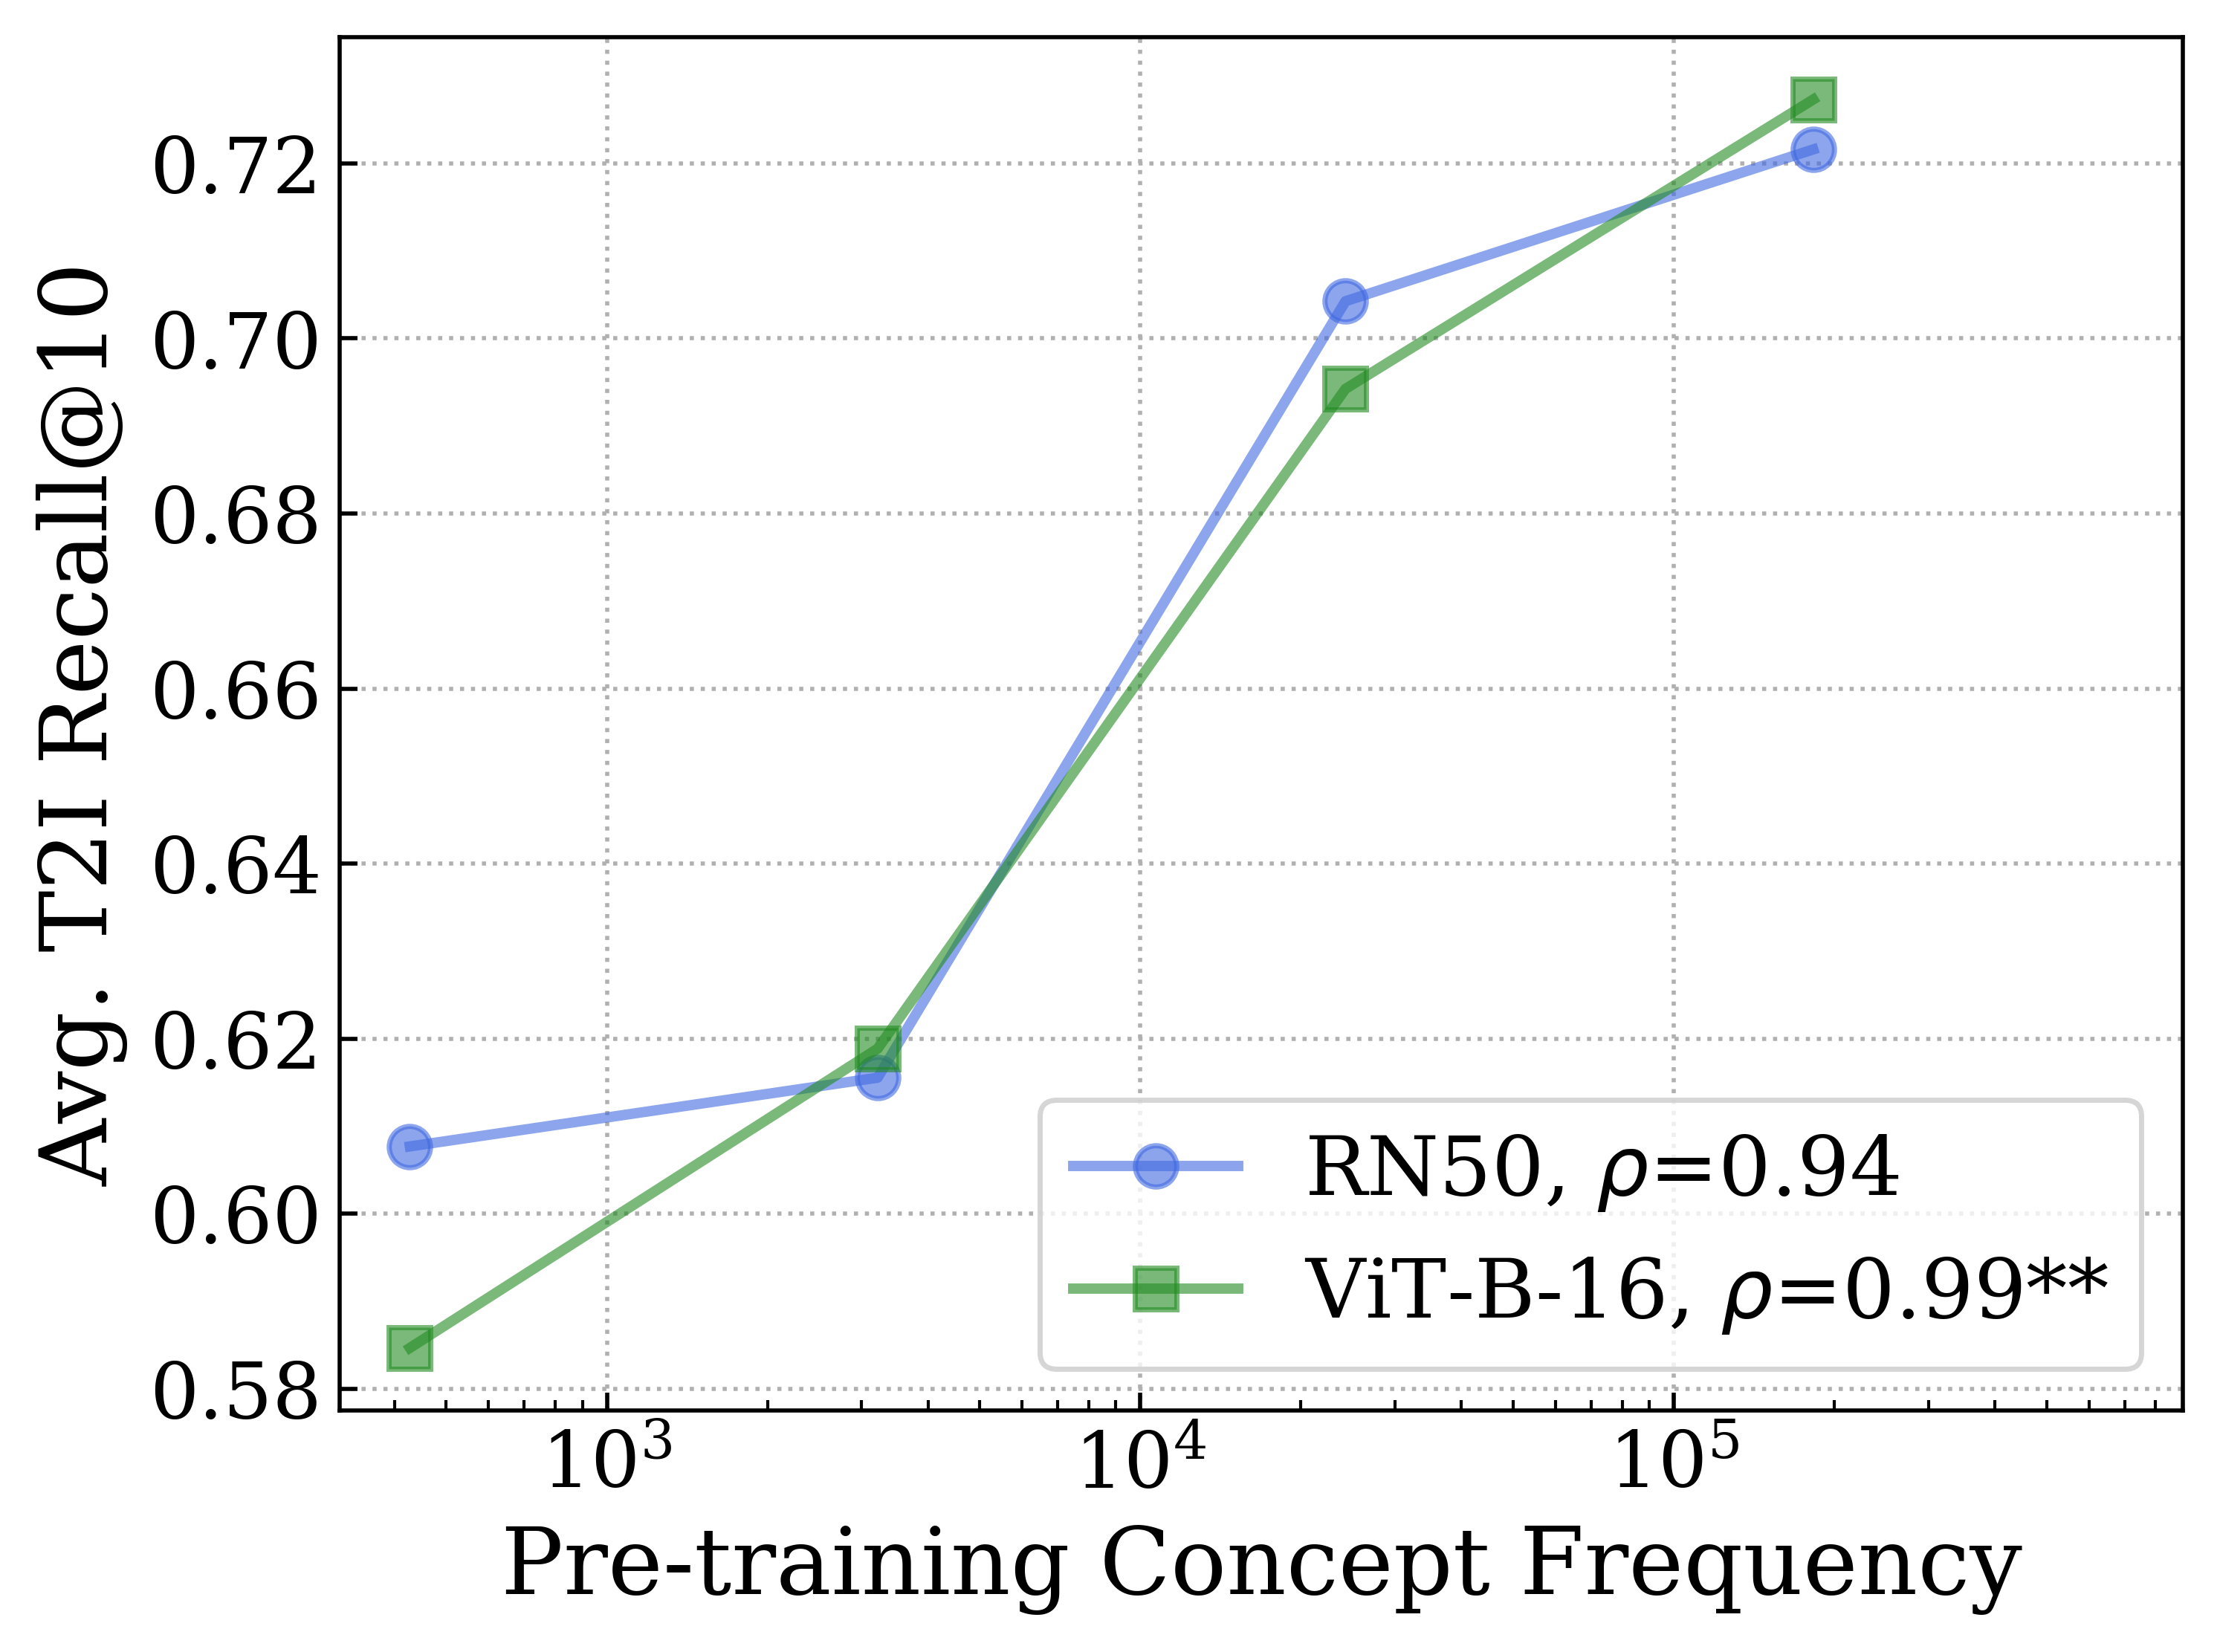 Avg. T2I Recall@10
0.72
0.70
0.68
0.66
0.64
0.62
0.60
0.58
RN50, ρ=0.94
ViT-B-16, ρ=0.99**
10³
10⁴
10⁵
Pre-training Concept Frequency